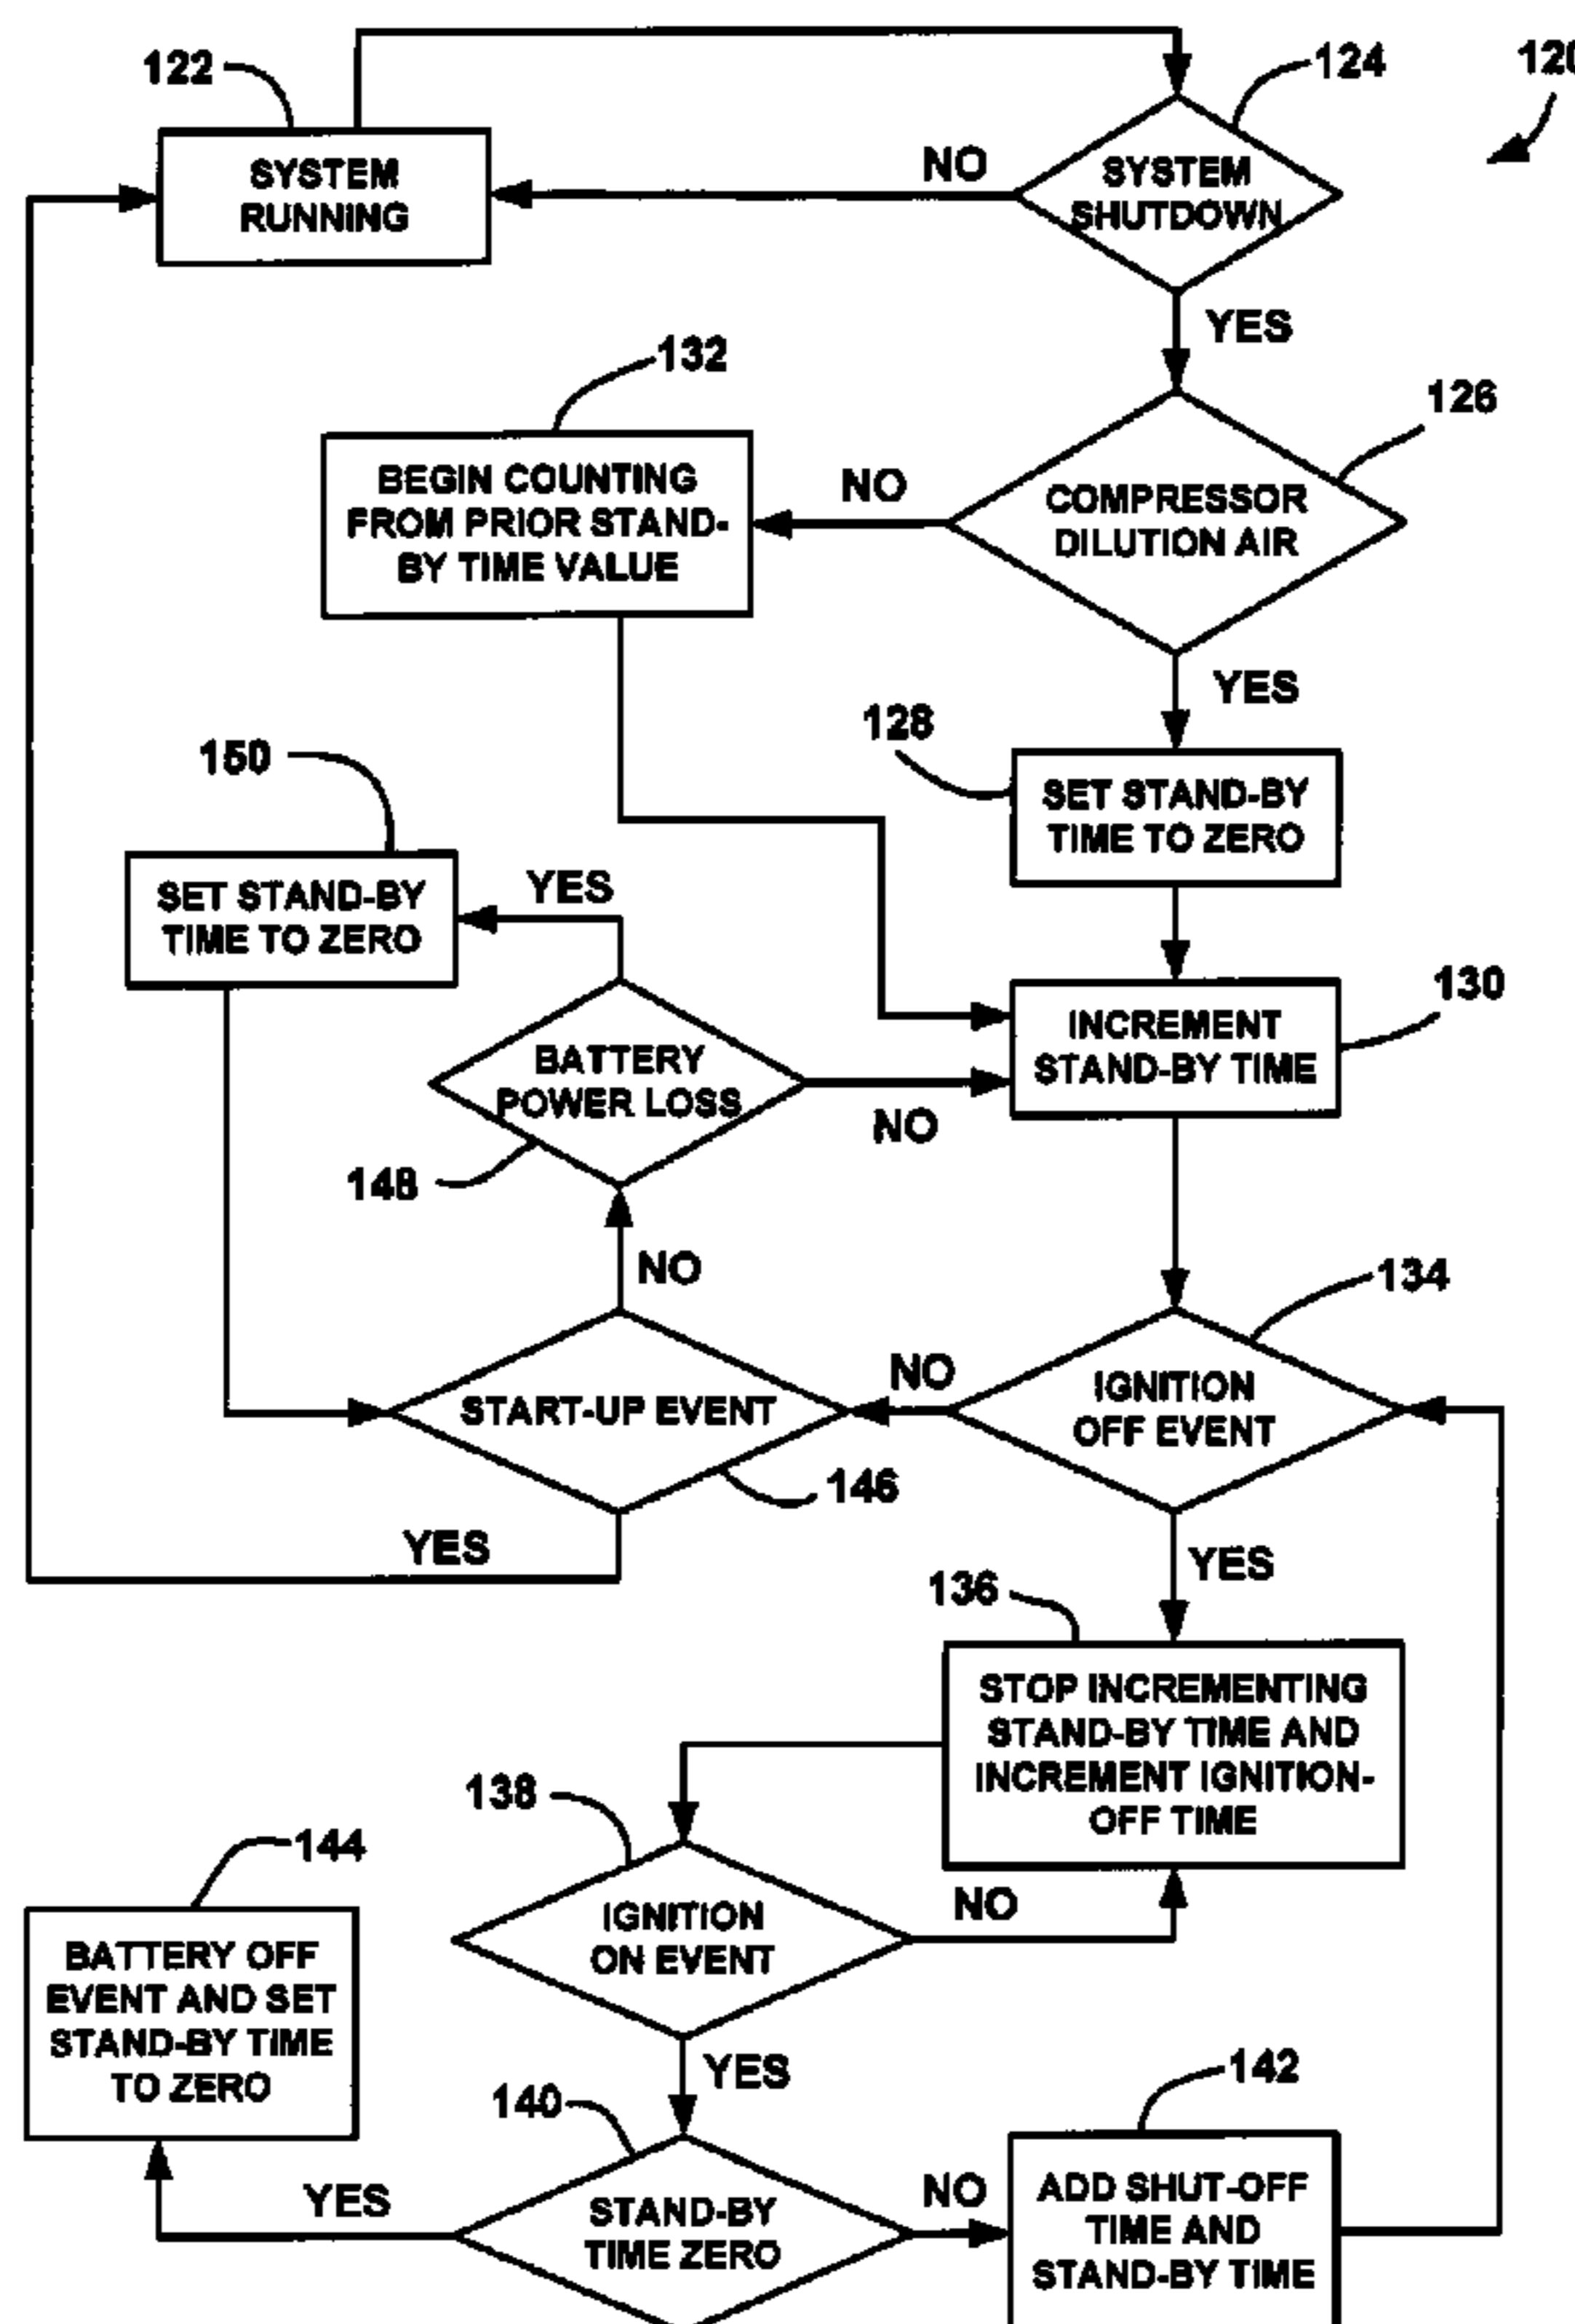 122
124
120
SYSTEM
RUNNING
NO
SYSTEM
SHUTDOWN
YES
132
126
BEGIN COUNTING
FROM PRIOR STAND-
BY TIME VALUE
NO
COMPRESSOR
DILUTION AIR
YES
128
150
SET STAND-BY
TIME TO ZERO
SET STAND-BY
TIME TO ZERO
YES
130
INCREMENT
STAND-BY TIME
BATTERY
POWER LOSS
NO
148
NO
134
START-UP EVENT
NO
IGNITION
OFF EVENT
146
YES
YES
136
STOP INCREMENTING
STAND-BY TIME AND
INCREMENT IGNITION-
OFF TIME
138
144
IGNITION
ON EVENT
NO
BATTERY OFF
EVENT AND SET
STAND-BY TIME
TO ZERO
YES
140
142
YES
STAND-BY
TIME ZERO
NO
ADD SHUT-OFF
TIME AND
STAND-BY TIME